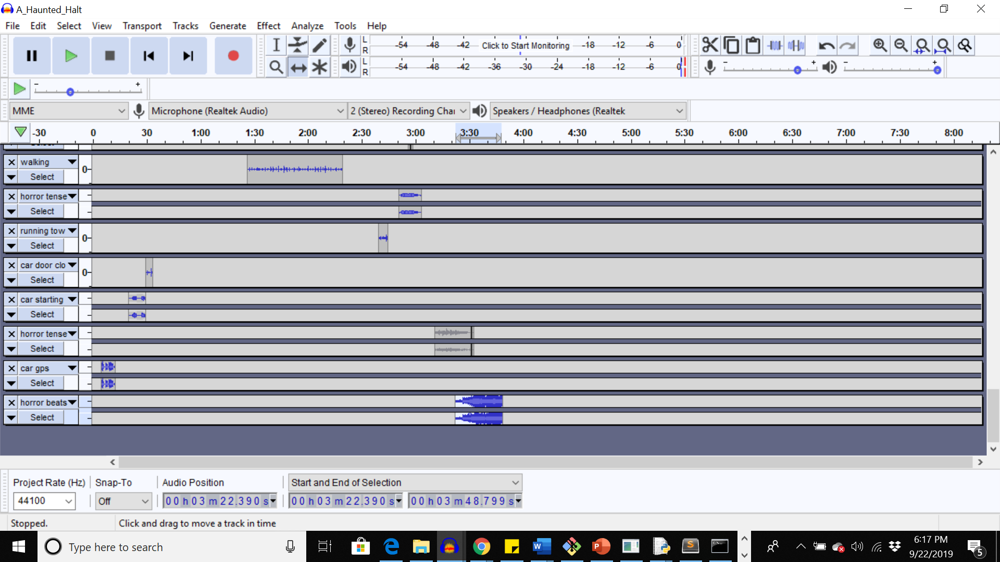 A_Haunted_Halt
File Edit Select View Transport Tracks Generate Effect Analyze Tools Help
L R -54 -48 -42 Click to Start Monitoring -18 -12 -6 0
L R -54 -48 -42 -36 -30 -24 -18 -12 -6 0
- + - +
- +
MME Microphone (Realtek Audio) 2 (Stereo) Recording Chai Speakers / Headphones (Realtek
-30 0 30 1:00 1:30 2:00 2:30 3:00 3:30 4:00 4:30 5:00 5:30 6:00 6:30 7:00 7:30 8:00
walking
0-
Select
horror tense
Select
running tow
0-
Select
car door clo
0-
Select
car starting
Select
horror tense
Select
car gps
Select
horror beats
Select
Project Rate (Hz) Snap-To Audio Position Start and End of Selection
44100 Off 00 h 03 m 22.390 s 00 h 03 m 22.390 s 00 h 03 m 48.799 s
Stopped. Click and drag to move a track in time
Type here to search
6:17 PM
9/22/2019
5